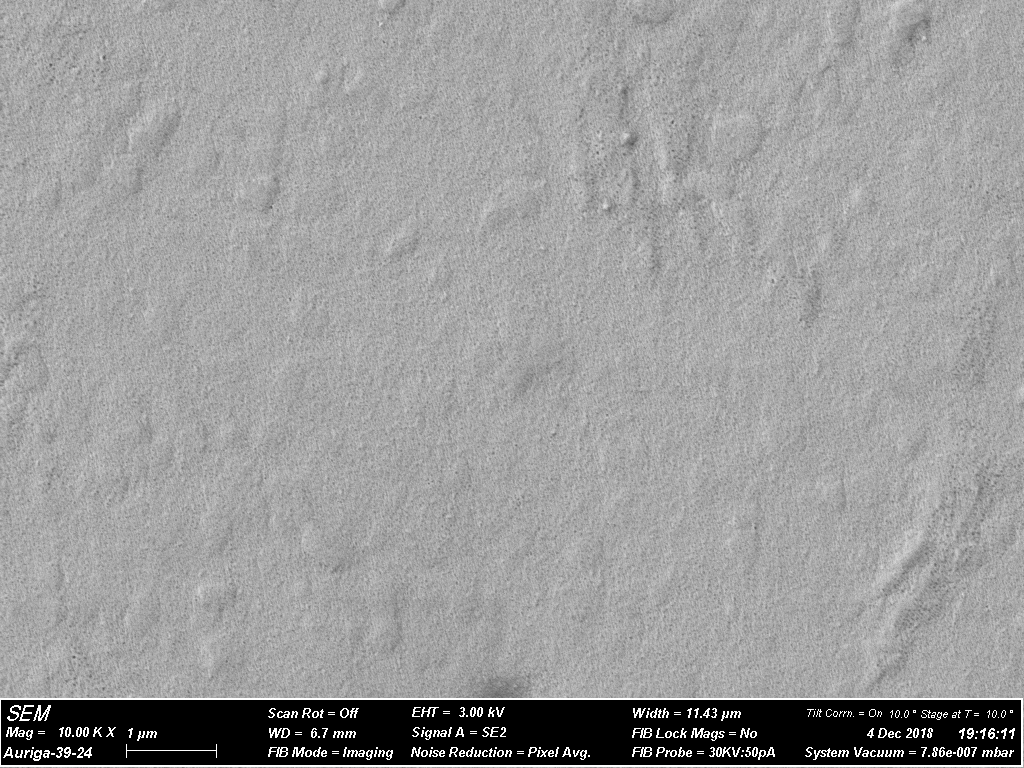 SEM
Mag = 10.00 K X 1 µm
Auriga-39-24
Scan Rot = Off
WD = 6.7 mm
FIB Mode = Imaging
EHT = 3.00 kV
Signal A = SE2
Noise Reduction = Pixel Avg.
Width = 11.43 µm
FIB Lock Mags = No
FIB Probe = 30KV:50pA
Tilt Corrn. = On 10.0 ° Stage at T = 10.0 °
4 Dec 2018 19:16:11
System Vacuum = 7.86e-007 mbar